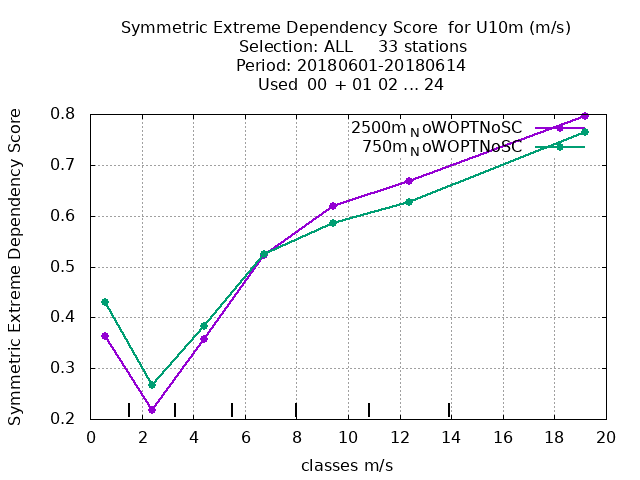 Symmetric Extreme Dependency Score for U10m (m/s)
Selection: ALL 33 stations
Period: 20180601-20180614
Used 00 + 01 02 ... 24
Symmetric Extreme Dependency Score
0.8
0.7
0.6
0.5
0.4
0.3
0.2
2500m_NoWOPTNoSC
750m_NoWOPTNoSC
0 2 4 6 8 10 12 14 16 18 20
classes m/s